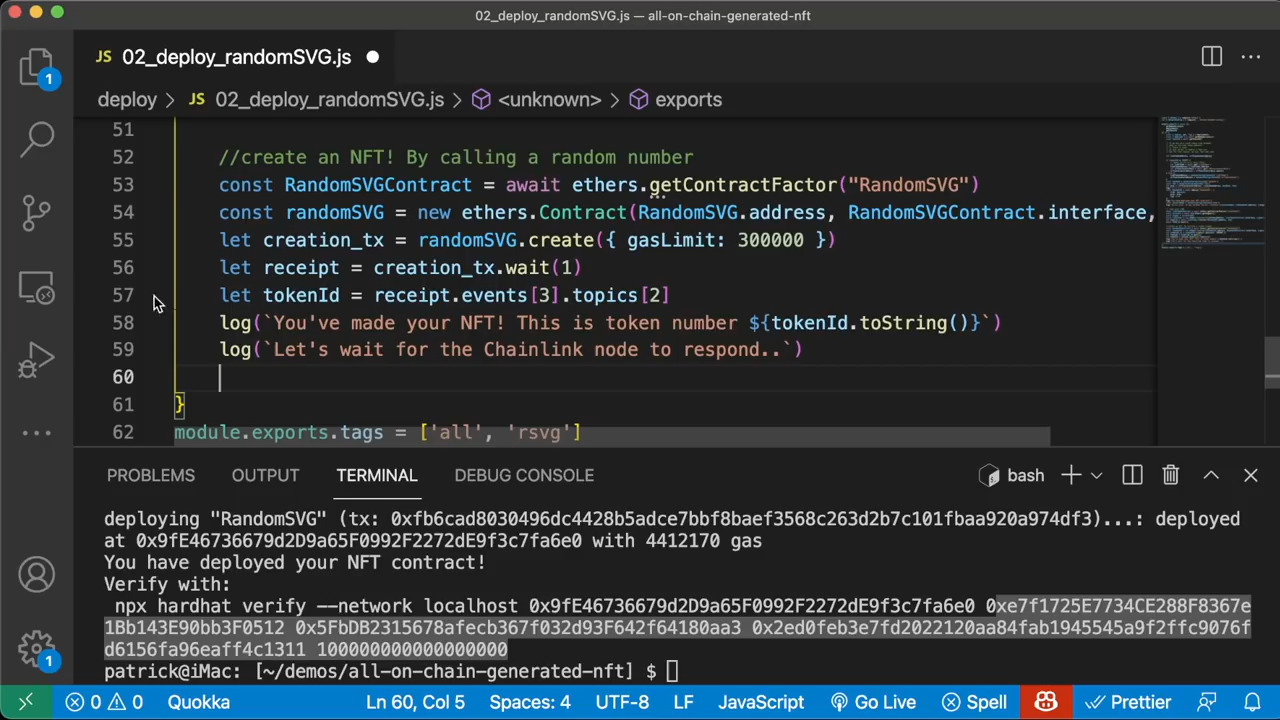 02_deploy_randomSVG.js — all-on-chain-generated-nft
JS 02_deploy_randomSVG.js
1
deploy > JS 02_deploy_randomSVG.js > <unknown> > exports
51
52 //create an NFT! By calling a random number
53 const RandomSVGContract = await ethers.getContractFactor("RandomSVG")
54 const randomSVG = new ethers.Contract(RandomSVG.address, RandomSVGContract.interface,
55 let creation_tx = randomSVG.create({ gasLimit: 300000 })
56 let receipt = creation_tx.wait(1)
57 let tokenId = receipt.events[3].topics[2]
58 log(`You've made your NFT! This is token number ${tokenId.toString()}`)
59 log(`Let's wait for the Chainlink node to respond..`)
60
61 }
62 module.exports.tags = ['all', 'rsvg']
PROBLEMS OUTPUT TERMINAL DEBUG CONSOLE bash
deploying "RandomSVG" (tx: 0xfb6cad8030496dc4428b5adce7bbf8baef3568c263d2b7c101fbaa920a974df3)...: deployed
at 0x9fE46736679d2D9a65F0992F2272dE9f3c7fa6e0 with 4412170 gas
You have deployed your NFT contract!
Verify with:
npx hardhat verify --network localhost 0x9fE46736679d2D9a65F0992F2272dE9f3c7fa6e0 0xe7f1725E7734CE288F8367e
1Bb143E90bb3F0512 0x5FbDB2315678afecb367f032d93F642f64180aa3 0x2ed0feb3e7fd2022120aa84fab1945545a9f2ffc9076f
d6156fa96eaff4c1311 100000000000000000
patrick@iMac: [~/demos/all-on-chain-generated-nft] $
1
0 0 Quokka Ln 60, Col 5 Spaces: 4 UTF-8 LF JavaScript Go Live Spell Prettier